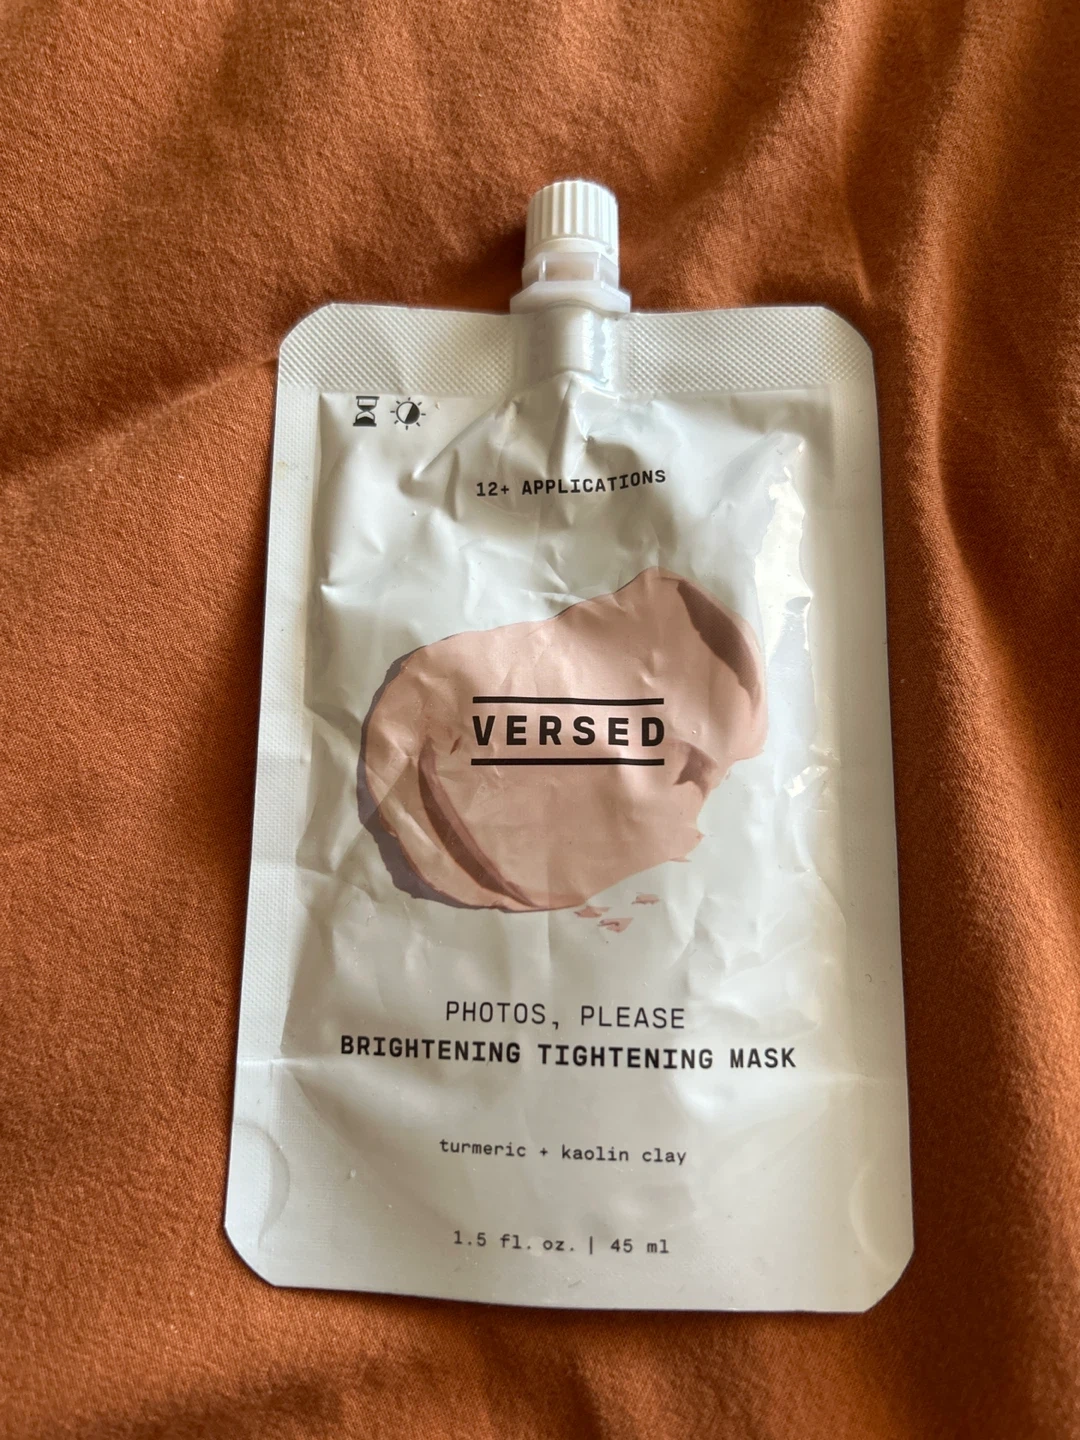 12+ APPLICATIONS
VERSED
PHOTOS, PLEASE
BRIGHTENING TIGHTENING MASK
turmeric + kaolin clay
1.5 fl. oz. | 45 ml